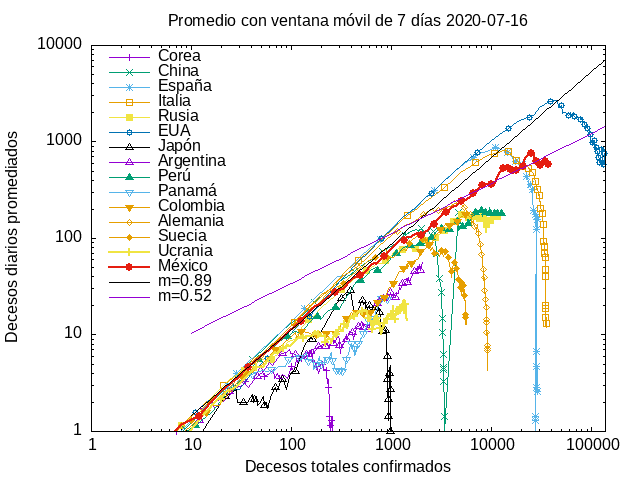 Promedio con ventana móvil de 7 días 2020-07-16
Decesos diarios promediados
10000
1000
100
10
1
Corea
China
España
Italia
Rusia
EUA
Japón
Argentina
Perú
Panamá
Colombia
Alemania
Suecia
Ucrania
México
m=0.89
m=0.52
1 10 100 1000 10000 100000
Decesos totales confirmados